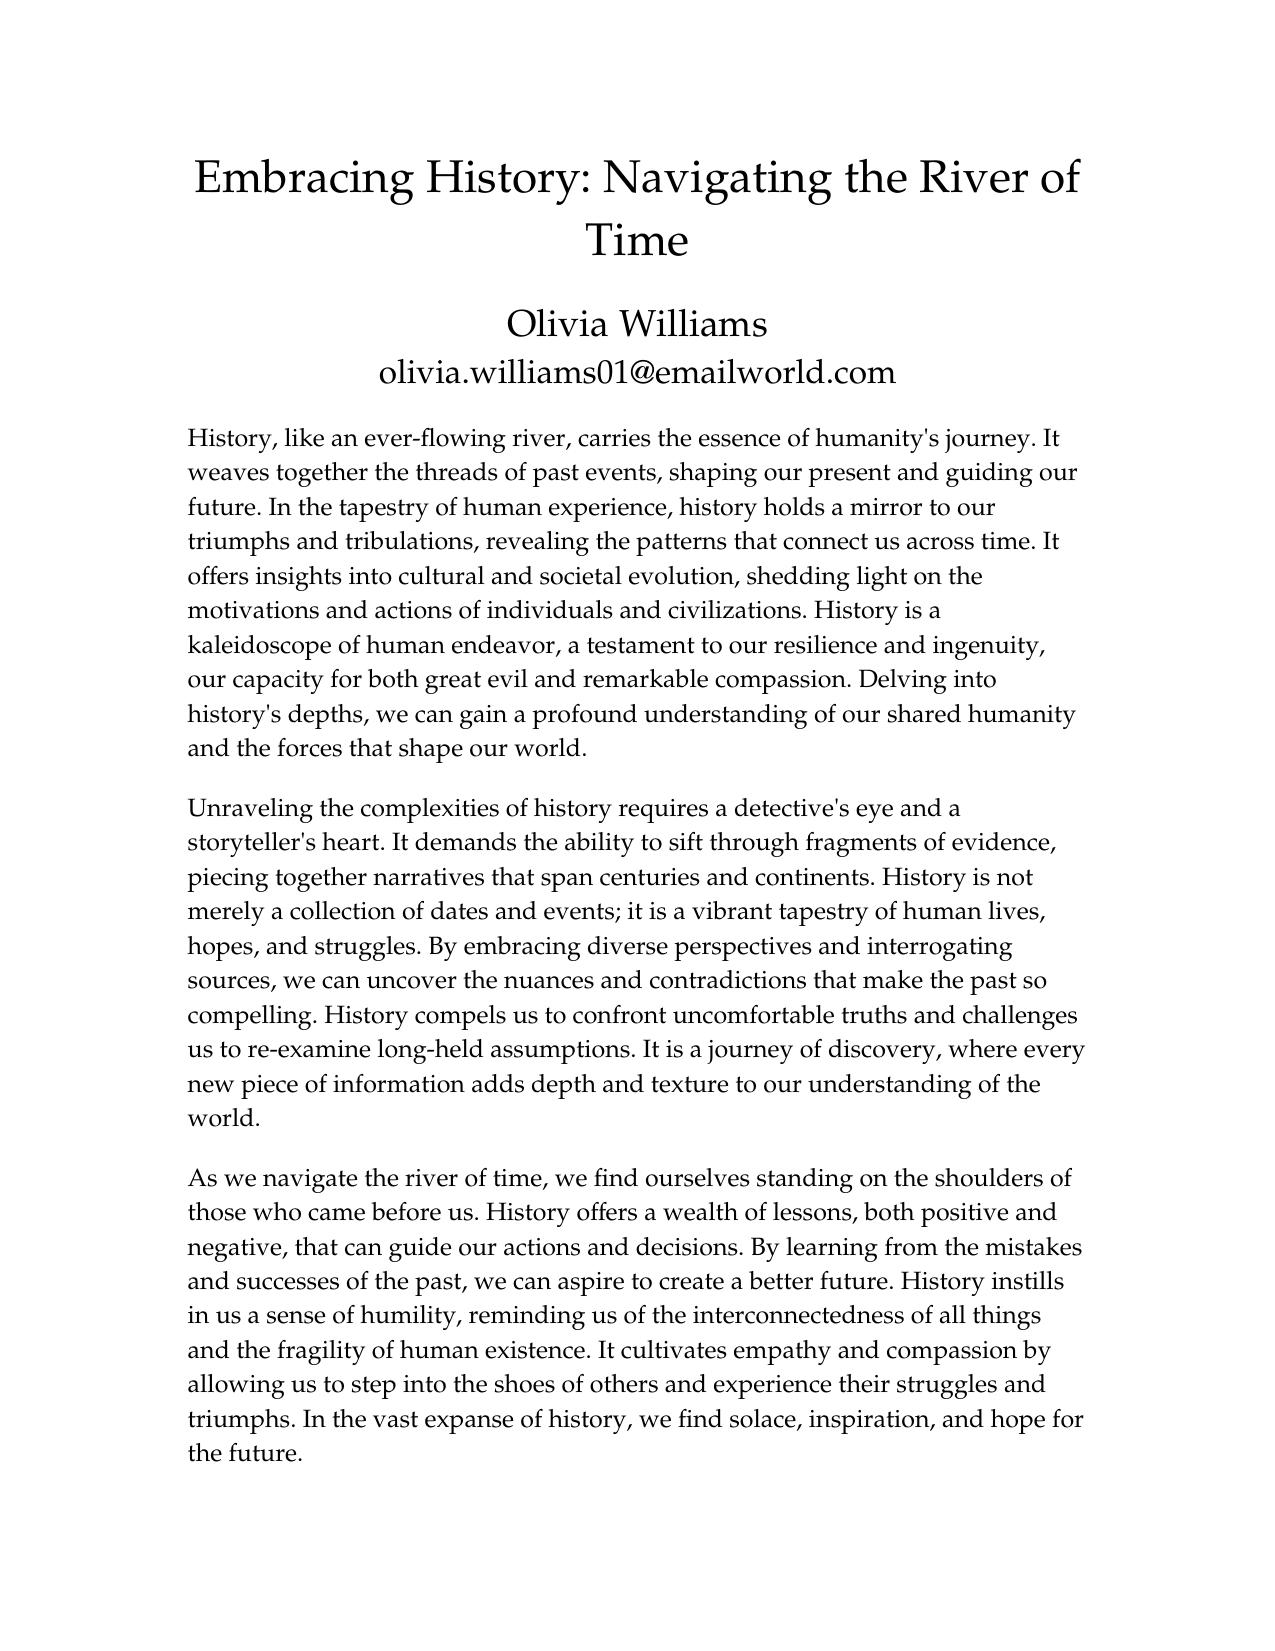 Embracing History: Navigating the River of
Time
Olivia Williams
olivia.williams01@emailworld.com
History, like an ever-flowing river, carries the essence of humanity's journey. It
weaves together the threads of past events, shaping our present and guiding our
future. In the tapestry of human experience, history holds a mirror to our
triumphs and tribulations, revealing the patterns that connect us across time. It
offers insights into cultural and societal evolution, shedding light on the
motivations and actions of individuals and civilizations. History is a
kaleidoscope of human endeavor, a testament to our resilience and ingenuity,
our capacity for both great evil and remarkable compassion. Delving into
history's depths, we can gain a profound understanding of our shared humanity
and the forces that shape our world.
Unraveling the complexities of history requires a detective's eye and a
storyteller's heart. It demands the ability to sift through fragments of evidence,
piecing together narratives that span centuries and continents. History is not
merely a collection of dates and events; it is a vibrant tapestry of human lives,
hopes, and struggles. By embracing diverse perspectives and interrogating
sources, we can uncover the nuances and contradictions that make the past so
compelling. History compels us to confront uncomfortable truths and challenges
us to re-examine long-held assumptions. It is a journey of discovery, where every
new piece of information adds depth and texture to our understanding of the
world.
As we navigate the river of time, we find ourselves standing on the shoulders of
those who came before us. History offers a wealth of lessons, both positive and
negative, that can guide our actions and decisions. By learning from the mistakes
and successes of the past, we can aspire to create a better future. History instills
in us a sense of humility, reminding us of the interconnectedness of all things
and the fragility of human existence. It cultivates empathy and compassion by
allowing us to step into the shoes of others and experience their struggles and
triumphs. In the vast expanse of history, we find solace, inspiration, and hope for
the future.